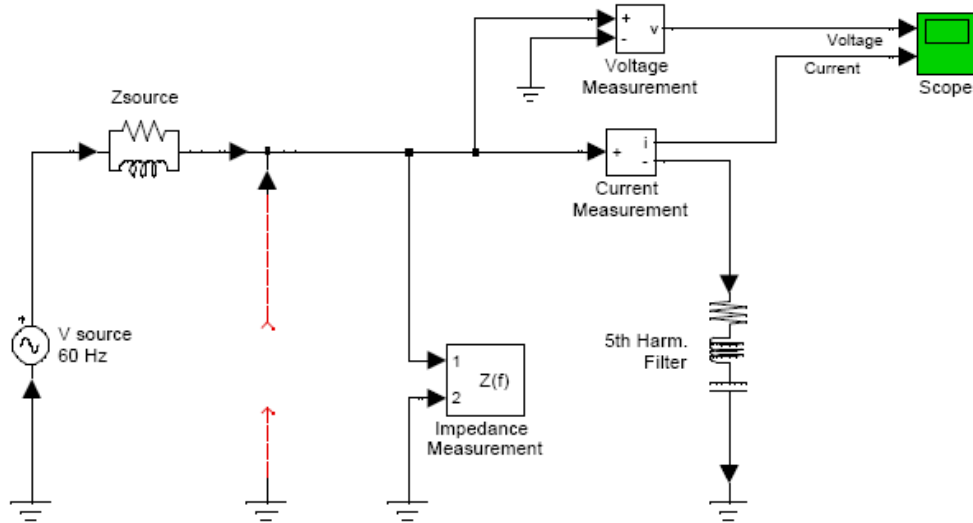 +
-
v
Voltage
Measurement
Voltage
Current
Scope
Zsource
+
i
-
Current
Measurement
V source
60 Hz
5th Harm.
Filter
1
2
Z(f)
Impedance
Measurement